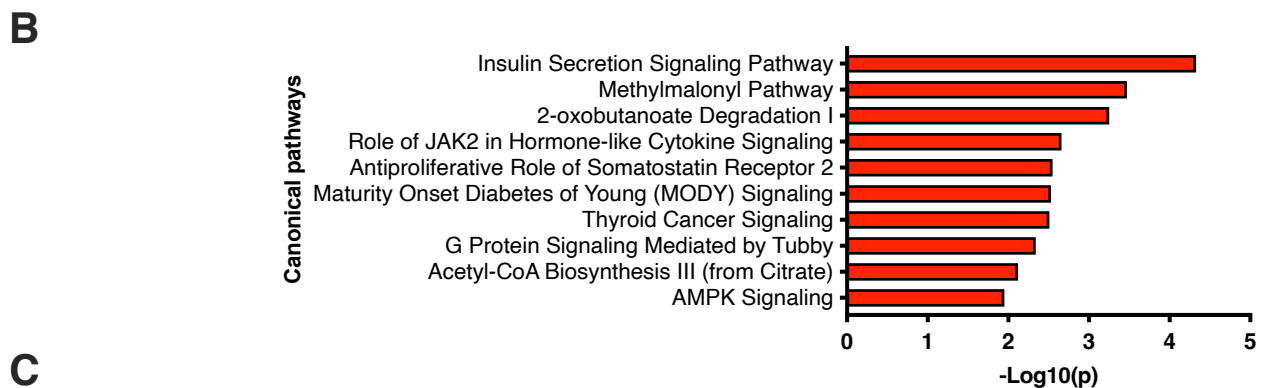 B
Canonical pathways
Insulin Secretion Signaling Pathway
Methylmalonyl Pathway
2-oxobutanoate Degradation I
Role of JAK2 in Hormone-like Cytokine Signaling
Antiproliferative Role of Somatostatin Receptor 2
Maturity Onset Diabetes of Young (MODY) Signaling
Thyroid Cancer Signaling
G Protein Signaling Mediated by Tubby
Acetyl-CoA Biosynthesis III (from Citrate)
AMPK Signaling
0 1 2 3 4 5
-Log10(p)
C